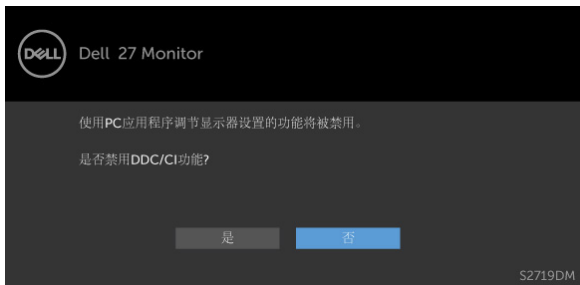 DELL
Dell 27 Monitor
使用PC应用程序调节显示器设置的功能将被禁用。
是否禁用DDC/CI功能?
是
否
S2719DM